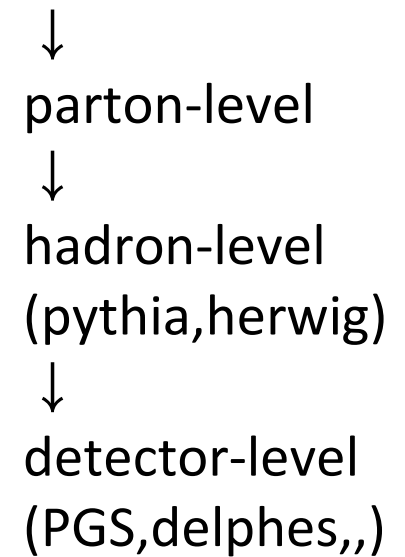 ↓
parton-level
↓
hadron-level
(pythia,herwig)
↓
detector-level
(PGS,delphes,,)